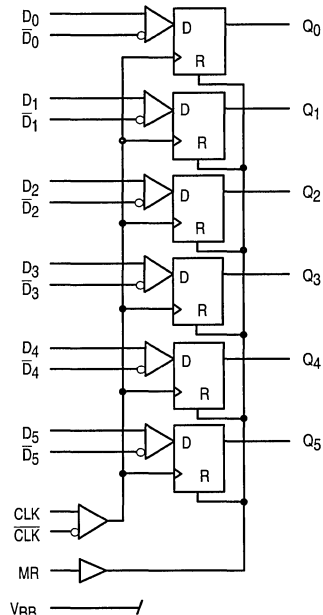 D0
D̅0
D
R
Q0
D1
D̅1
D
R
Q1
D2
D̅2
D
R
Q2
D3
D̅3
D
R
Q3
D4
D̅4
D
R
Q4
D5
D̅5
D
R
Q5
CLK
C̅L̅K̅
MR
VBB